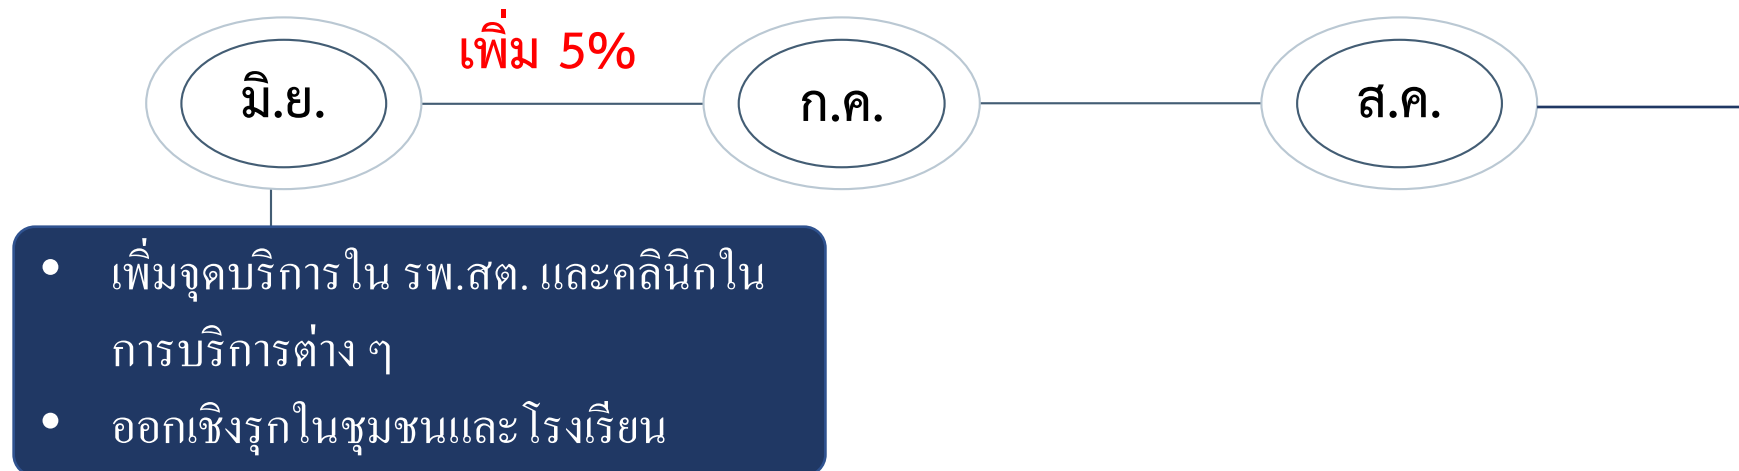 เพิ่ม 5%
มิ.ย.
ก.ค.
ส.ค.
• เพิ่มจุดบริการใน รพ.สต. และคลินิกใน
การบริการต่าง ๆ
• ออกเชิงรุกในชุมชนและโรงเรียน